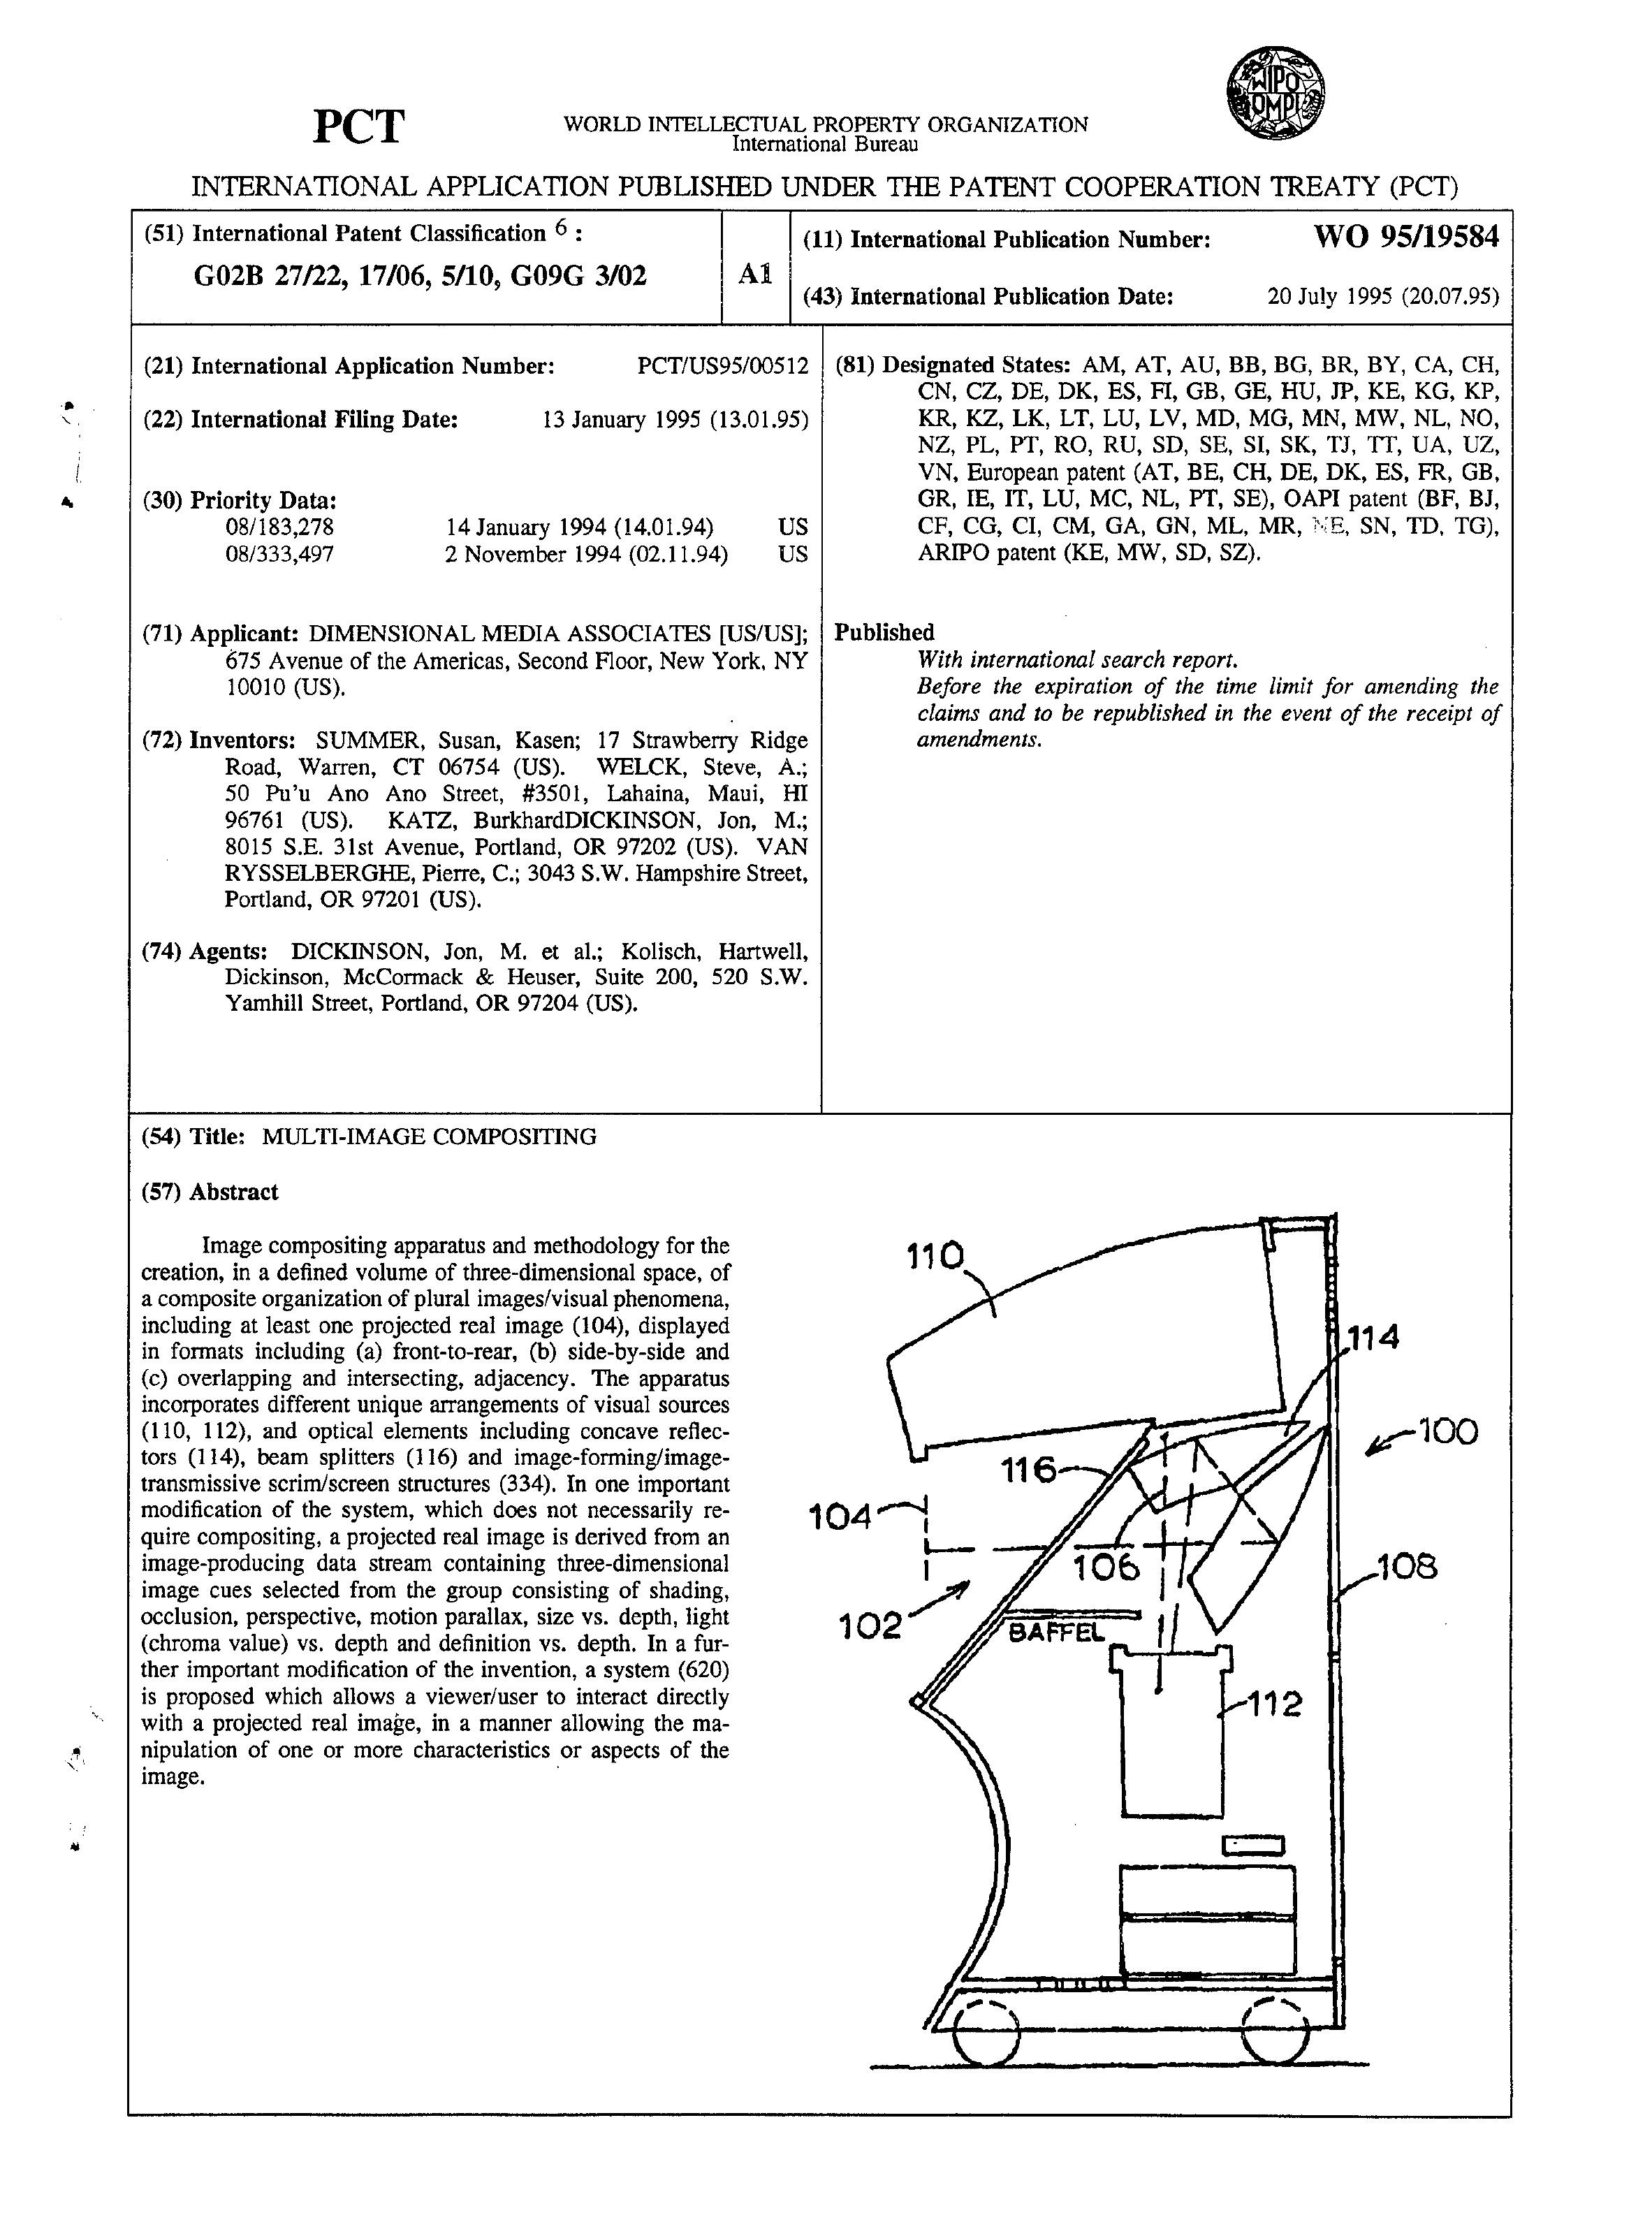 WIPO
OMPI
PCT
WORLD INTELLECTUAL PROPERTY ORGANIZATION
International Bureau
INTERNATIONAL APPLICATION PUBLISHED UNDER THE PATENT COOPERATION TREATY (PCT)
(51) International Patent Classification 6 :
G02B 27/22, 17/06, 5/10, G09G 3/02
A1
(11) International Publication Number: WO 95/19584
(43) International Publication Date: 20 July 1995 (20.07.95)
(21) International Application Number: PCT/US95/00512
(22) International Filing Date: 13 January 1995 (13.01.95)
(30) Priority Data:
08/183,278 14 January 1994 (14.01.94) US
08/333,497 2 November 1994 (02.11.94) US
(71) Applicant: DIMENSIONAL MEDIA ASSOCIATES [US/US];
675 Avenue of the Americas, Second Floor, New York, NY
10010 (US).
(72) Inventors: SUMMER, Susan, Kasen; 17 Strawberry Ridge
Road, Warren, CT 06754 (US). WELCK, Steve, A.;
50 Pu'u Ano Ano Street, #3501, Lahaina, Maui, HI
96761 (US). KATZ, BurkhardDICKINSON, Jon, M.;
8015 S.E. 31st Avenue, Portland, OR 97202 (US). VAN
RYSSELBERGHE, Pierre, C.; 3043 S.W. Hampshire Street,
Portland, OR 97201 (US).
(74) Agents: DICKINSON, Jon, M. et al.; Kolisch, Hartwell,
Dickinson, McCormack & Heuser, Suite 200, 520 S.W.
Yamhill Street, Portland, OR 97204 (US).
(81) Designated States: AM, AT, AU, BB, BG, BR, BY, CA, CH,
CN, CZ, DE, DK, ES, FI, GB, GE, HU, JP, KE, KG, KP,
KR, KZ, LK, LT, LU, LV, MD, MG, MN, MW, NL, NO,
NZ, PL, PT, RO, RU, SD, SE, SI, SK, TJ, TT, UA, UZ,
VN, European patent (AT, BE, CH, DE, DK, ES, FR, GB,
GR, IE, IT, LU, MC, NL, PT, SE), OAPI patent (BF, BJ,
CF, CG, CI, CM, GA, GN, ML, MR, NE, SN, TD, TG),
ARIPO patent (KE, MW, SD, SZ).
Published
With international search report.
Before the expiration of the time limit for amending the
claims and to be republished in the event of the receipt of
amendments.
(54) Title: MULTI-IMAGE COMPOSITING
(57) Abstract
Image compositing apparatus and methodology for the
creation, in a defined volume of three-dimensional space, of
a composite organization of plural images/visual phenomena,
including at least one projected real image (104), displayed
in formats including (a) front-to-rear, (b) side-by-side and
(c) overlapping and intersecting, adjacency. The apparatus
incorporates different unique arrangements of visual sources
(110, 112), and optical elements including concave reflec-
tors (114), beam splitters (116) and image-forming/image-
transmissive scrim/screen structures (334). In one important
modification of the system, which does not necessarily re-
quire compositing, a projected real image is derived from an
image-producing data stream containing three-dimensional
image cues selected from the group consisting of shading,
occlusion, perspective, motion parallax, size vs. depth, light
(chroma value) vs. depth and definition vs. depth. In a fur-
ther important modification of the invention, a system (620)
is proposed which allows a viewer/user to interact directly
with a projected real image, in a manner allowing the ma-
nipulation of one or more characteristics or aspects of the
image.
110
114
100
116
104
106
108
102
BAFFEL
112